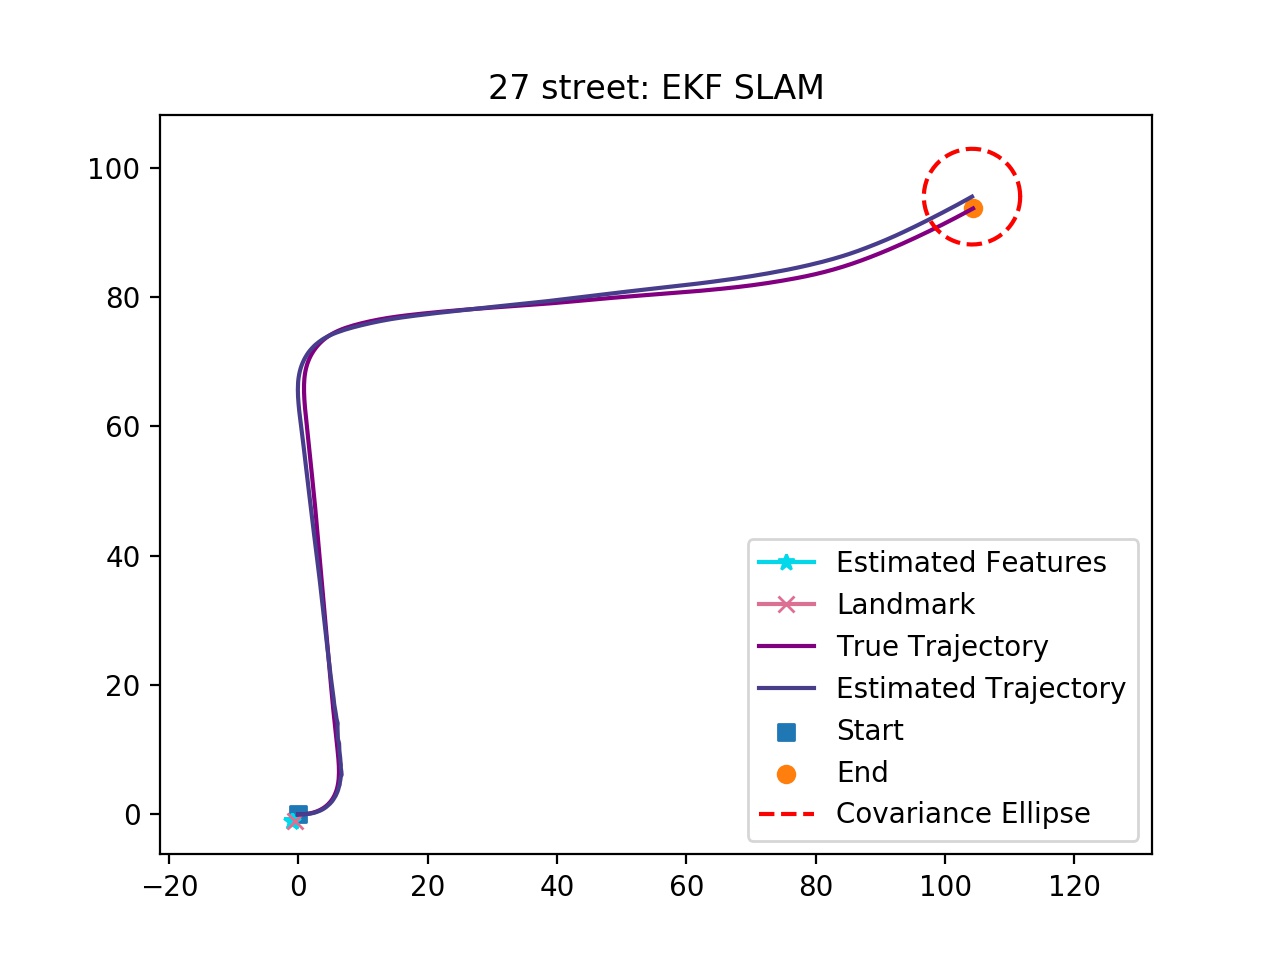 27 street: EKF SLAM
100
80
60
40
20
0
Estimated Features
Landmark
True Trajectory
Estimated Trajectory
Start
End
Covariance Ellipse
−20 0 20 40 60 80 100 120